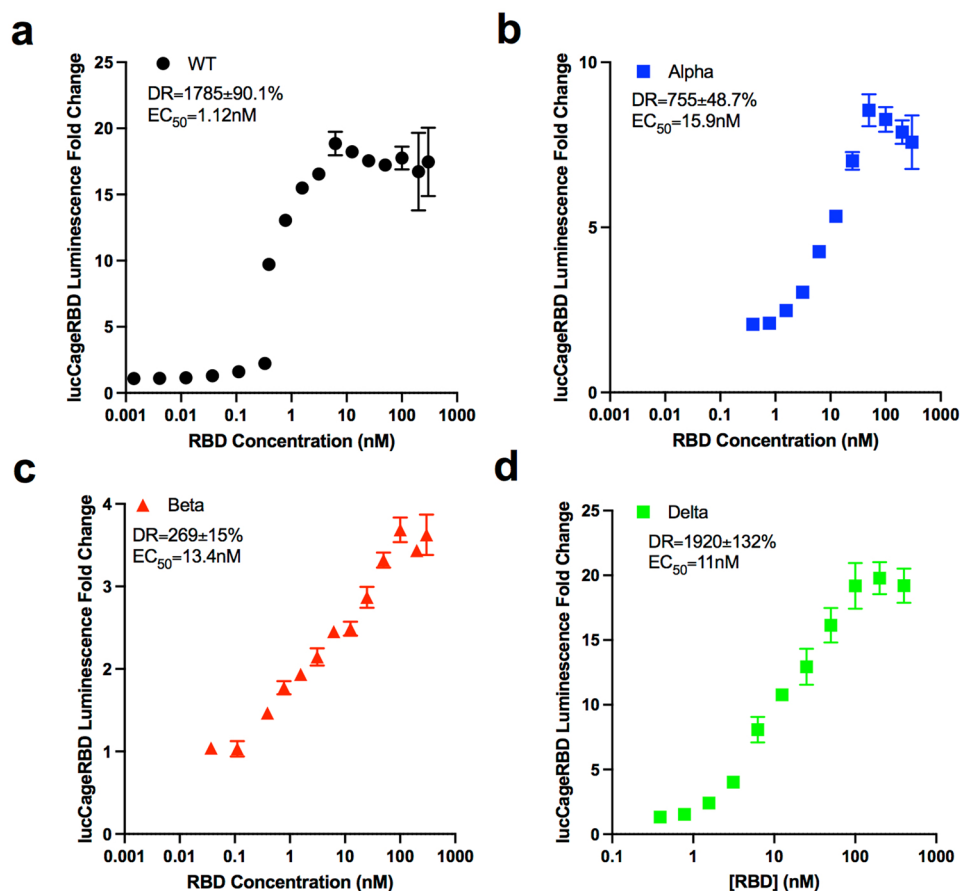 a
WT
DR=1785±90.1%
EC50=1.12nM
lucCageRBD Luminescence Fold Change
25
20
15
10
5
0
0.001 0.01 0.1 1 10 100 1000
RBD Concentration (nM)
b
Alpha
DR=755±48.7%
EC50=15.9nM
lucCageRBD Luminescence Fold Change
10
5
0
0.001 0.01 0.1 1 10 100 1000
RBD Concentration (nM)
c
Beta
DR=269±15%
EC50=13.4nM
lucCageRBD Luminescence Fold Change
4
3
2
1
0
0.001 0.01 0.1 1 10 100 1000
RBD Concentration (nM)
d
Delta
DR=1920±132%
EC50=11nM
lucCageRBD Luminescence Fold Change
25
20
15
10
5
0
0.1 1 10 100 1000
[RBD] (nM)